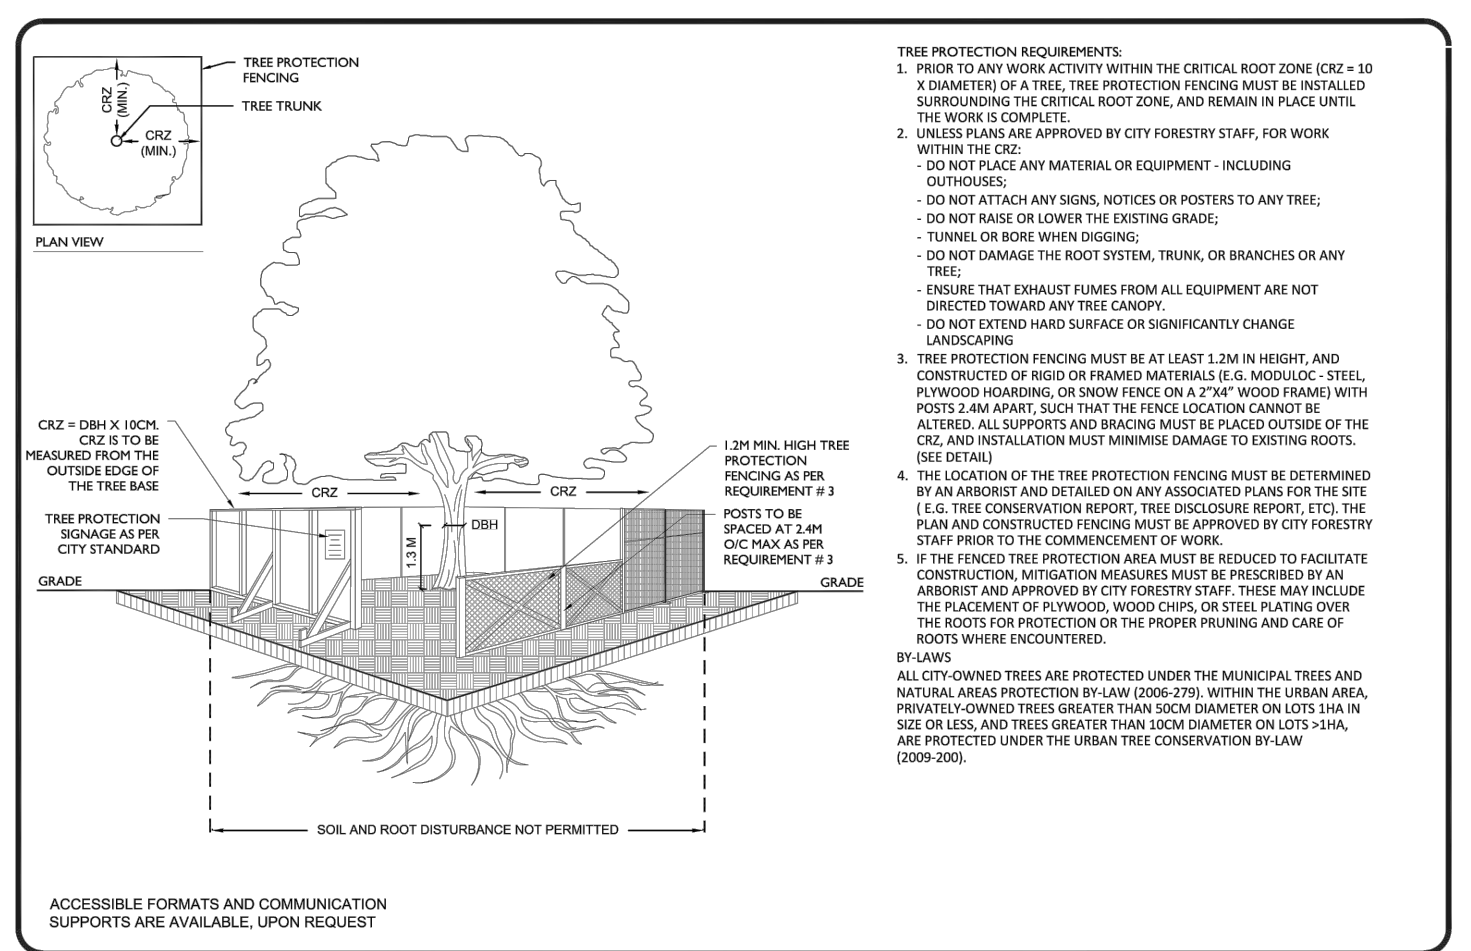 TREE PROTECTION
FENCING
TREE TRUNK
CRZ
(MIN.)
CRZ
(MIN.)
PLAN VIEW
CRZ = DBH X 10CM.
CRZ IS TO BE
MEASURED FROM THE
OUTSIDE EDGE OF
THE TREE BASE
TREE PROTECTION
SIGNAGE AS PER
CITY STANDARD
GRADE
CRZ
CRZ
DBH
1.3 M
1.2M MIN. HIGH TREE
PROTECTION
FENCING AS PER
REQUIREMENT # 3
POSTS TO BE
SPACED AT 2.4M
O/C MAX AS PER
REQUIREMENT # 3
GRADE
SOIL AND ROOT DISTURBANCE NOT PERMITTED
ACCESSIBLE FORMATS AND COMMUNICATION
SUPPORTS ARE AVAILABLE, UPON REQUEST
TREE PROTECTION REQUIREMENTS:
1. PRIOR TO ANY WORK ACTIVITY WITHIN THE CRITICAL ROOT ZONE (CRZ = 10
X DIAMETER) OF A TREE, TREE PROTECTION FENCING MUST BE INSTALLED
SURROUNDING THE CRITICAL ROOT ZONE, AND REMAIN IN PLACE UNTIL
THE WORK IS COMPLETE.
2. UNLESS PLANS ARE APPROVED BY CITY FORESTRY STAFF, FOR WORK
WITHIN THE CRZ:
- DO NOT PLACE ANY MATERIAL OR EQUIPMENT - INCLUDING
OUTHOUSES;
- DO NOT ATTACH ANY SIGNS, NOTICES OR POSTERS TO ANY TREE;
- DO NOT RAISE OR LOWER THE EXISTING GRADE;
- TUNNEL OR BORE WHEN DIGGING;
- DO NOT DAMAGE THE ROOT SYSTEM, TRUNK, OR BRANCHES OR ANY
TREE;
- ENSURE THAT EXHAUST FUMES FROM ALL EQUIPMENT ARE NOT
DIRECTED TOWARD ANY TREE CANOPY.
- DO NOT EXTEND HARD SURFACE OR SIGNIFICANTLY CHANGE
LANDSCAPING
3. TREE PROTECTION FENCING MUST BE AT LEAST 1.2M IN HEIGHT, AND
CONSTRUCTED OF RIGID OR FRAMED MATERIALS (E.G. MODULOC - STEEL,
PLYWOOD HOARDING, OR SNOW FENCE ON A 2”X4” WOOD FRAME) WITH
POSTS 2.4M APART, SUCH THAT THE FENCE LOCATION CANNOT BE
ALTERED. ALL SUPPORTS AND BRACING MUST BE PLACED OUTSIDE OF THE
CRZ, AND INSTALLATION MUST MINIMISE DAMAGE TO EXISTING ROOTS.
(SEE DETAIL)
4. THE LOCATION OF THE TREE PROTECTION FENCING MUST BE DETERMINED
BY AN ARBORIST AND DETAILED ON ANY ASSOCIATED PLANS FOR THE SITE
( E.G. TREE CONSERVATION REPORT, TREE DISCLOSURE REPORT, ETC). THE
PLAN AND CONSTRUCTED FENCING MUST BE APPROVED BY CITY FORESTRY
STAFF PRIOR TO THE COMMENCEMENT OF WORK.
5. IF THE FENCED TREE PROTECTION AREA MUST BE REDUCED TO FACILITATE
CONSTRUCTION, MITIGATION MEASURES MUST BE PRESCRIBED BY AN
ARBORIST AND APPROVED BY CITY FORESTRY STAFF. THESE MAY INCLUDE
THE PLACEMENT OF PLYWOOD, WOOD CHIPS, OR STEEL PLATING OVER
THE ROOTS FOR PROTECTION OR THE PROPER PRUNING AND CARE OF
ROOTS WHERE ENCOUNTERED.
BY-LAWS
ALL CITY-OWNED TREES ARE PROTECTED UNDER THE MUNICIPAL TREES AND
NATURAL AREAS PROTECTION BY-LAW (2006-279). WITHIN THE URBAN AREA,
PRIVATELY-OWNED TREES GREATER THAN 50CM DIAMETER ON LOTS 1HA IN
SIZE OR LESS, AND TREES GREATER THAN 10CM DIAMETER ON LOTS >1HA,
ARE PROTECTED UNDER THE URBAN TREE CONSERVATION BY-LAW
(2009-200).